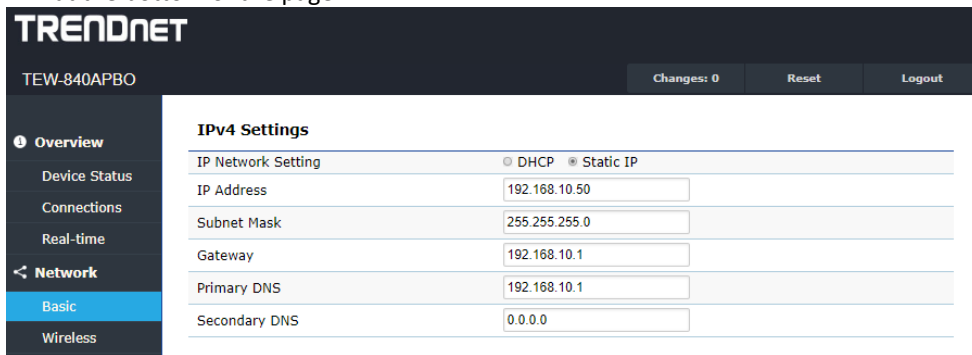 TRENDnet
TEW-840APBO Changes: 0 Reset Logout
Overview
Device Status
Connections
Real-time
Network
Basic
Wireless
IPv4 Settings
IP Network Setting DHCP Static IP
IP Address 192.168.10.50
Subnet Mask 255.255.255.0
Gateway 192.168.10.1
Primary DNS 192.168.10.1
Secondary DNS 0.0.0.0